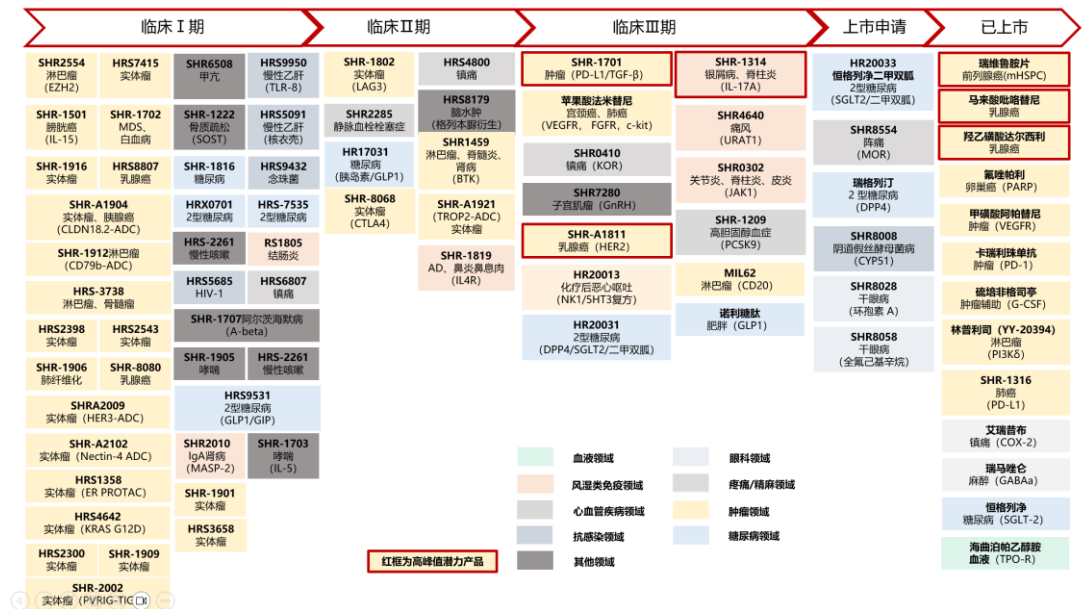 临床Ⅰ期
临床Ⅱ期
临床Ⅲ期
上市申请
已上市
SHR2554
淋巴瘤
(EZH2)
HRS7415
实体瘤
SHR6508
甲亢
HRS9950
慢性乙肝
(TLR-8)
SHR-1501
膀胱癌
(IL-15)
SHR-1702
MDS、
白血病
SHR-1222
骨质疏松
(SOST)
HRS5091
慢性乙肝
(核衣壳)
SHR-1916
实体瘤
HRS8807
乳腺癌
SHR-1816
糖尿病
HRS9432
念珠菌
SHR-A1904
实体瘤、胰腺癌
(CLDN18.2-ADC)
HRX0701
2型糖尿病
HRS-7535
2型糖尿病
SHR-1912淋巴瘤
(CD79b-ADC)
HRS-2261
慢性咳嗽
RS1805
结肠炎
HRS-3738
淋巴瘤、骨髓瘤
HRS5685
HIV-1
HRS6807
镇痛
HRS2398
实体瘤
HRS2543
实体瘤
SHR-1707阿尔茨海默病
(A-beta)
SHR-1906
肺纤维化
SHR-8080
乳腺癌
SHR-1905
哮喘
HRS-2261
慢性咳嗽
SHRA2009
实体瘤（HER3-ADC）
HRS9531
2型糖尿病
(GLP1/GIP)
SHR-A2102
实体瘤（Nectin-4 ADC）
SHR2010
IgA肾病
(MASP-2)
SHR-1703
哮喘
(IL-5)
HRS1358
实体瘤（ER PROTAC）
SHR-1901
实体瘤
HRS4642
实体瘤（KRAS G12D）
HRS3658
实体瘤
HRS2300
实体瘤
SHR-1909
实体瘤
SHR-2002
实体瘤（PVRIG-TIG
SHR-1802
实体瘤
(LAG3)
HRS4800
镇痛
SHR2285
静脉血栓栓塞症
HRS8179
脑水肿
(格列本脲衍生)
HR17031
糖尿病
(胰岛素/GLP1)
SHR1459
淋巴瘤、脊髓炎、
肾病
(BTK)
SHR-8068
实体瘤
(CTLA4)
SHR-A1921
(TROP2-ADC)
实体瘤
SHR-1819
AD、鼻炎鼻息肉
(IL4R)
SHR-1701
肿瘤（PD-L1/TGF-β）
SHR-1314
银屑病、脊柱炎
(IL-17A)
苹果酸法米替尼
宫颈癌、肺癌
(VEGFR， FGFR，c-kit)
SHR4640
痛风
(URAT1)
SHR0410
镇痛（KOR）
SHR0302
关节炎、脊柱炎、皮炎
(JAK1)
SHR7280
子宫肌瘤（GnRH）
SHR-1209
高胆固醇血症
(PCSK9)
SHR-A1811
乳腺癌（HER2）
HR20013
化疗后恶心呕吐
(NK1/5HT3复方)
MIL62
淋巴瘤（CD20）
HR20031
2型糖尿病
(DPP4/SGLT2/二甲双胍)
诺利糖肽
肥胖（GLP1）
HR20033
恒格列净二甲双胍
2型糖尿病
(SGLT2/二甲双胍)
SHR8554
阵痛
(MOR)
瑞格列汀
2 型糖尿病
(DPP4)
SHR8008
阴道假丝酵母菌病
(CYP51)
SHR8028
干眼病
(环孢素 A)
SHR8058
干眼病
(全氟己基辛烷)
瑞维鲁胺片
前列腺癌(mHSPC)
马来酸吡咯替尼
乳腺癌
羟乙磺酸达尔西利
乳腺癌
氟唑帕利
卵巢癌（PARP）
甲磺酸阿帕替尼
肿瘤（VEGFR）
卡瑞利珠单抗
肿瘤（PD-1）
硫培非格司亭
肿瘤辅助（G-CSF）
林普利司（YY-20394）
淋巴瘤
(PI3Kδ)
SHR-1316
肺癌
(PD-L1)
艾瑞昔布
镇痛（COX-2）
瑞马唑仑
麻醉（GABAa）
恒格列净
糖尿病（SGLT-2）
海曲泊帕乙醇胺
血液（TPO-R）
血液领域
眼科领域
风湿类免疫领域
疼痛/精麻领域
心血管疾病领域
肿瘤领域
抗感染领域
糖尿病领域
红框为高峰值潜力产品
其他领域